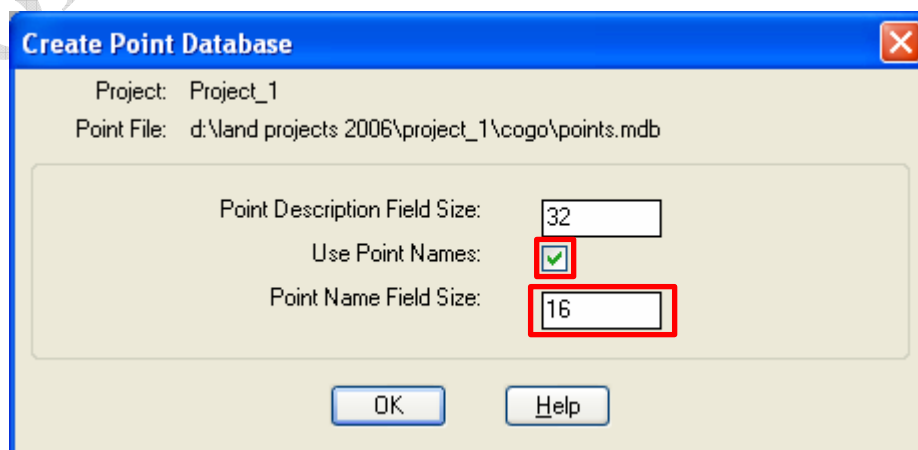 Create Point Database
Project: Project_1
Point File: d:\land projects 2006\project_1\cogo\points.mdb
Point Description Field Size: 32
Use Point Names:
Point Name Field Size: 16
OK Help